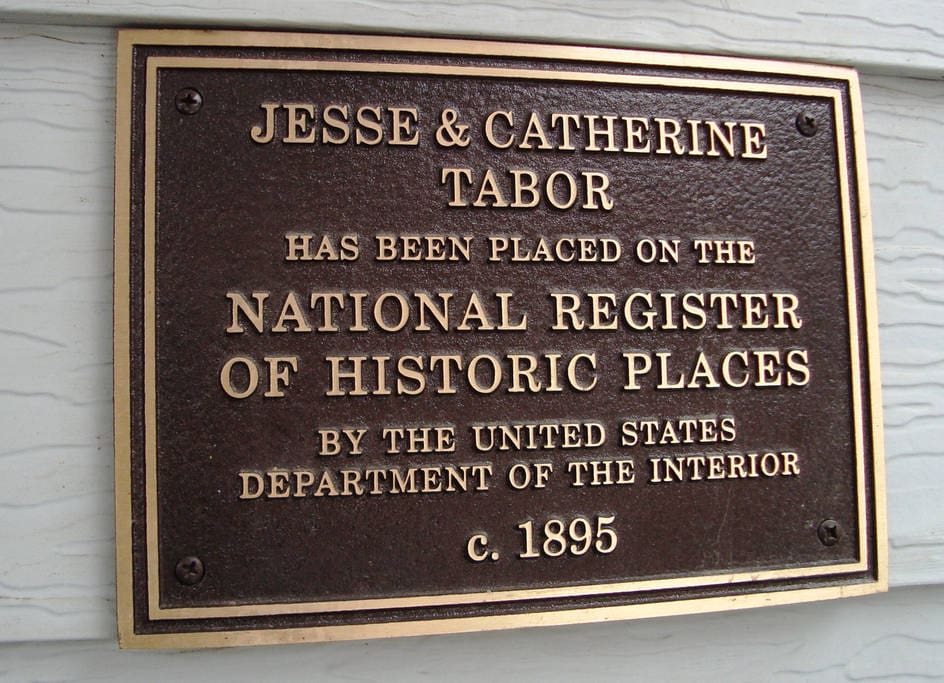 JESSE & CATHERINE
TABOR
HAS BEEN PLACED ON THE
NATIONAL REGISTER
OF HISTORIC PLACES
BY THE UNITED STATES
DEPARTMENT OF THE INTERIOR
c. 1895